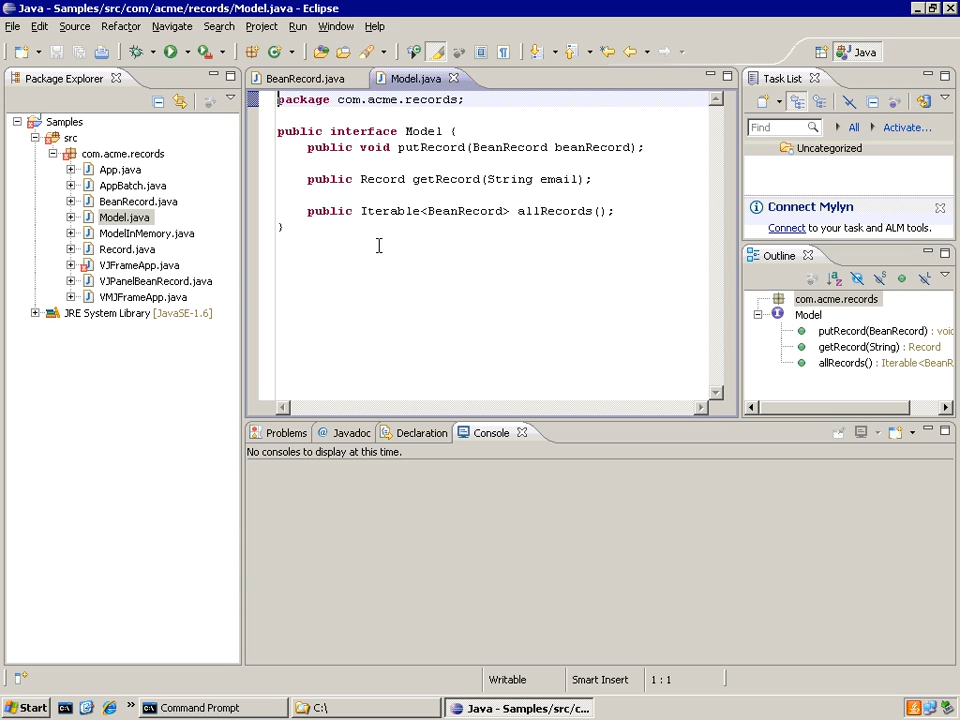 Java - Samples/src/com/acme/records/Model.java - Eclipse
File Edit Source Refactor Navigate Search Project Run Window Help
Java
Package Explorer
Samples
src
com.acme.records
App.java
AppBatch.java
BeanRecord.java
Model.java
ModelInMemory.java
Record.java
VJFrameApp.java
VJPanelBeanRecord.java
VMJFrameApp.java
JRE System Library [JavaSE-1.6]
BeanRecord.java Model.java
package com.acme.records;
public interface Model {
public void putRecord(BeanRecord beanRecord);
public Record getRecord(String email);
public Iterable<BeanRecord> allRecords();
}
Task List
Find All Activate...
Uncategorized
Connect Mylyn
Connect to your task and ALM tools.
Outline
com.acme.records
Model
putRecord(BeanRecord) : voic
getRecord(String) : Record
allRecords() : Iterable<BeanR
Problems Javadoc Declaration Console
No consoles to display at this time.
Writable Smart Insert 1 : 1
Start Command Prompt C:\ Java - Samples/src/c...